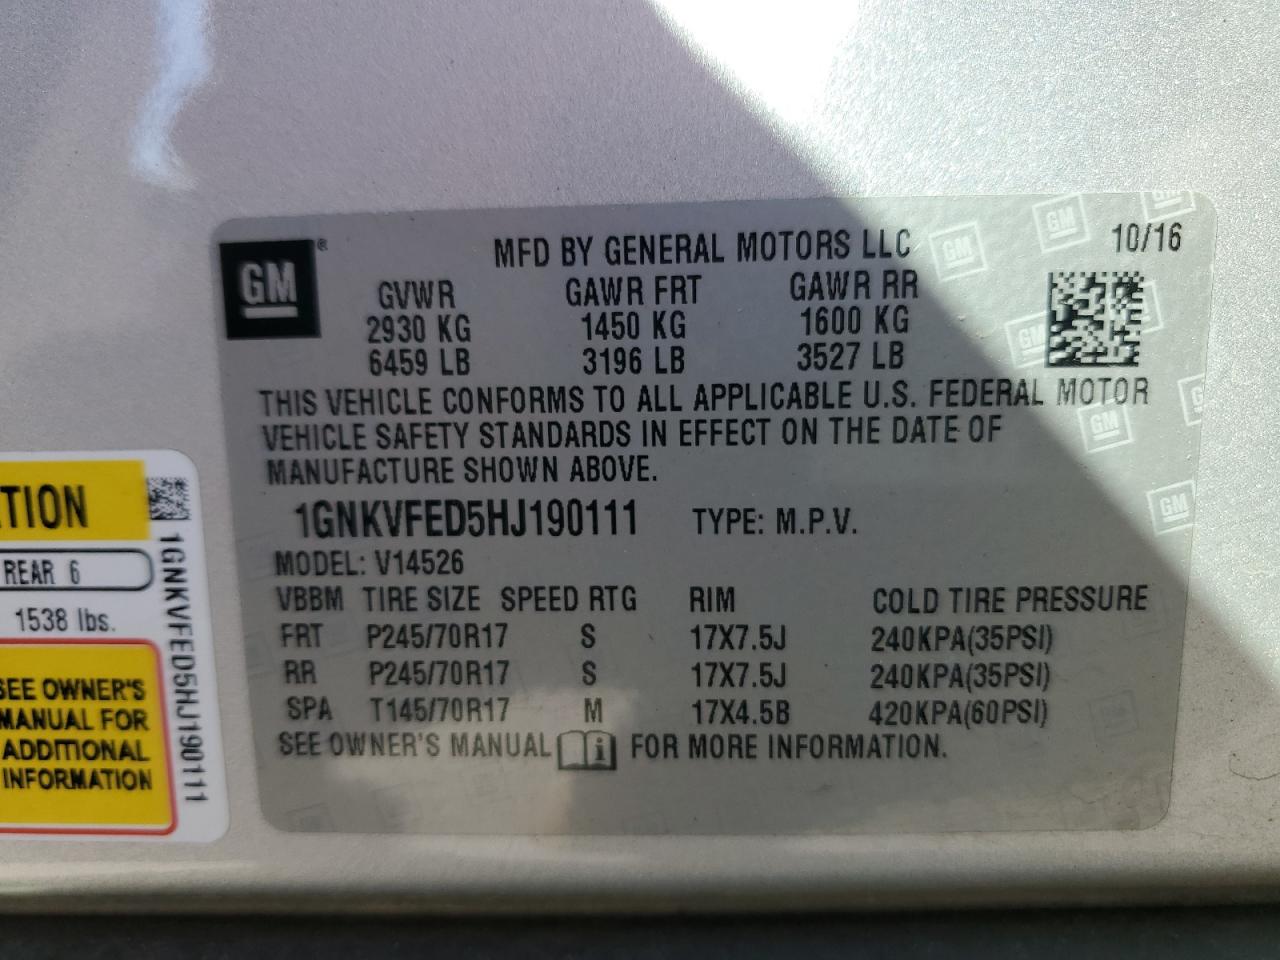 GM ®
MFD BY GENERAL MOTORS LLC
10/16
GVWR GAWR FRT GAWR RR
2930 KG 1450 KG 1600 KG
6459 LB 3196 LB 3527 LB
THIS VEHICLE CONFORMS TO ALL APPLICABLE U.S. FEDERAL MOTOR
VEHICLE SAFETY STANDARDS IN EFFECT ON THE DATE OF
MANUFACTURE SHOWN ABOVE.
1GNKVFED5HJ190111 TYPE: M.P.V.
MODEL: V14526
VBBM TIRE SIZE SPEED RTG RIM COLD TIRE PRESSURE
FRT P245/70R17 S 17X7.5J 240KPA(35PSI)
RR P245/70R17 S 17X7.5J 240KPA(35PSI)
SPA T145/70R17 M 17X4.5B 420KPA(60PSI)
SEE OWNER'S MANUAL i FOR MORE INFORMATION.
REAR 6
1538 lbs.
SEE OWNER'S
MANUAL FOR
ADDITIONAL
INFORMATION
1GNKVFED5HJ190111